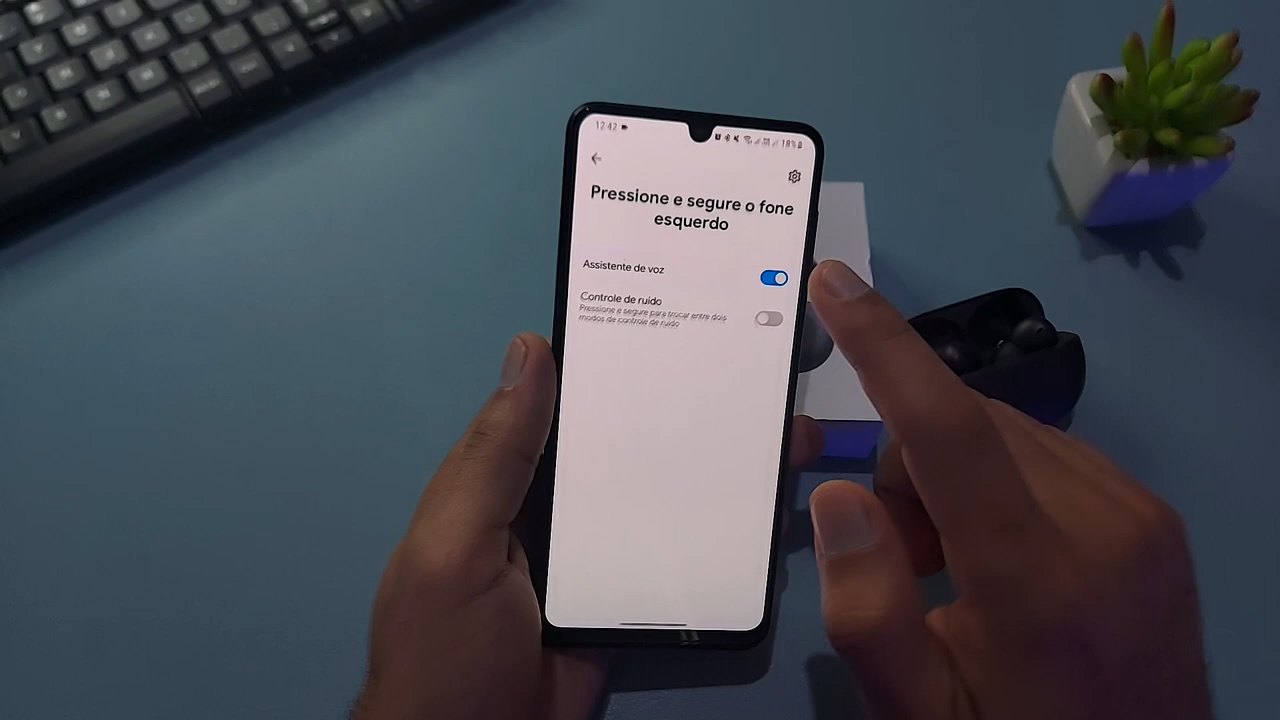 12:42
18%
Pressione e segure o fone
esquerdo
Assistente de voz
Controle de ruído
Pressione e segure para trocar entre dois
modos de controle de ruído